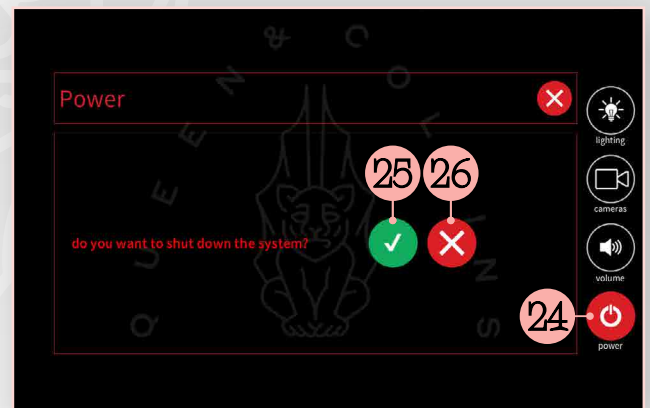 QUEEN & COLLINS
Power
lighting
cameras
25 26
do you want to shut down the system?
volume
24
power